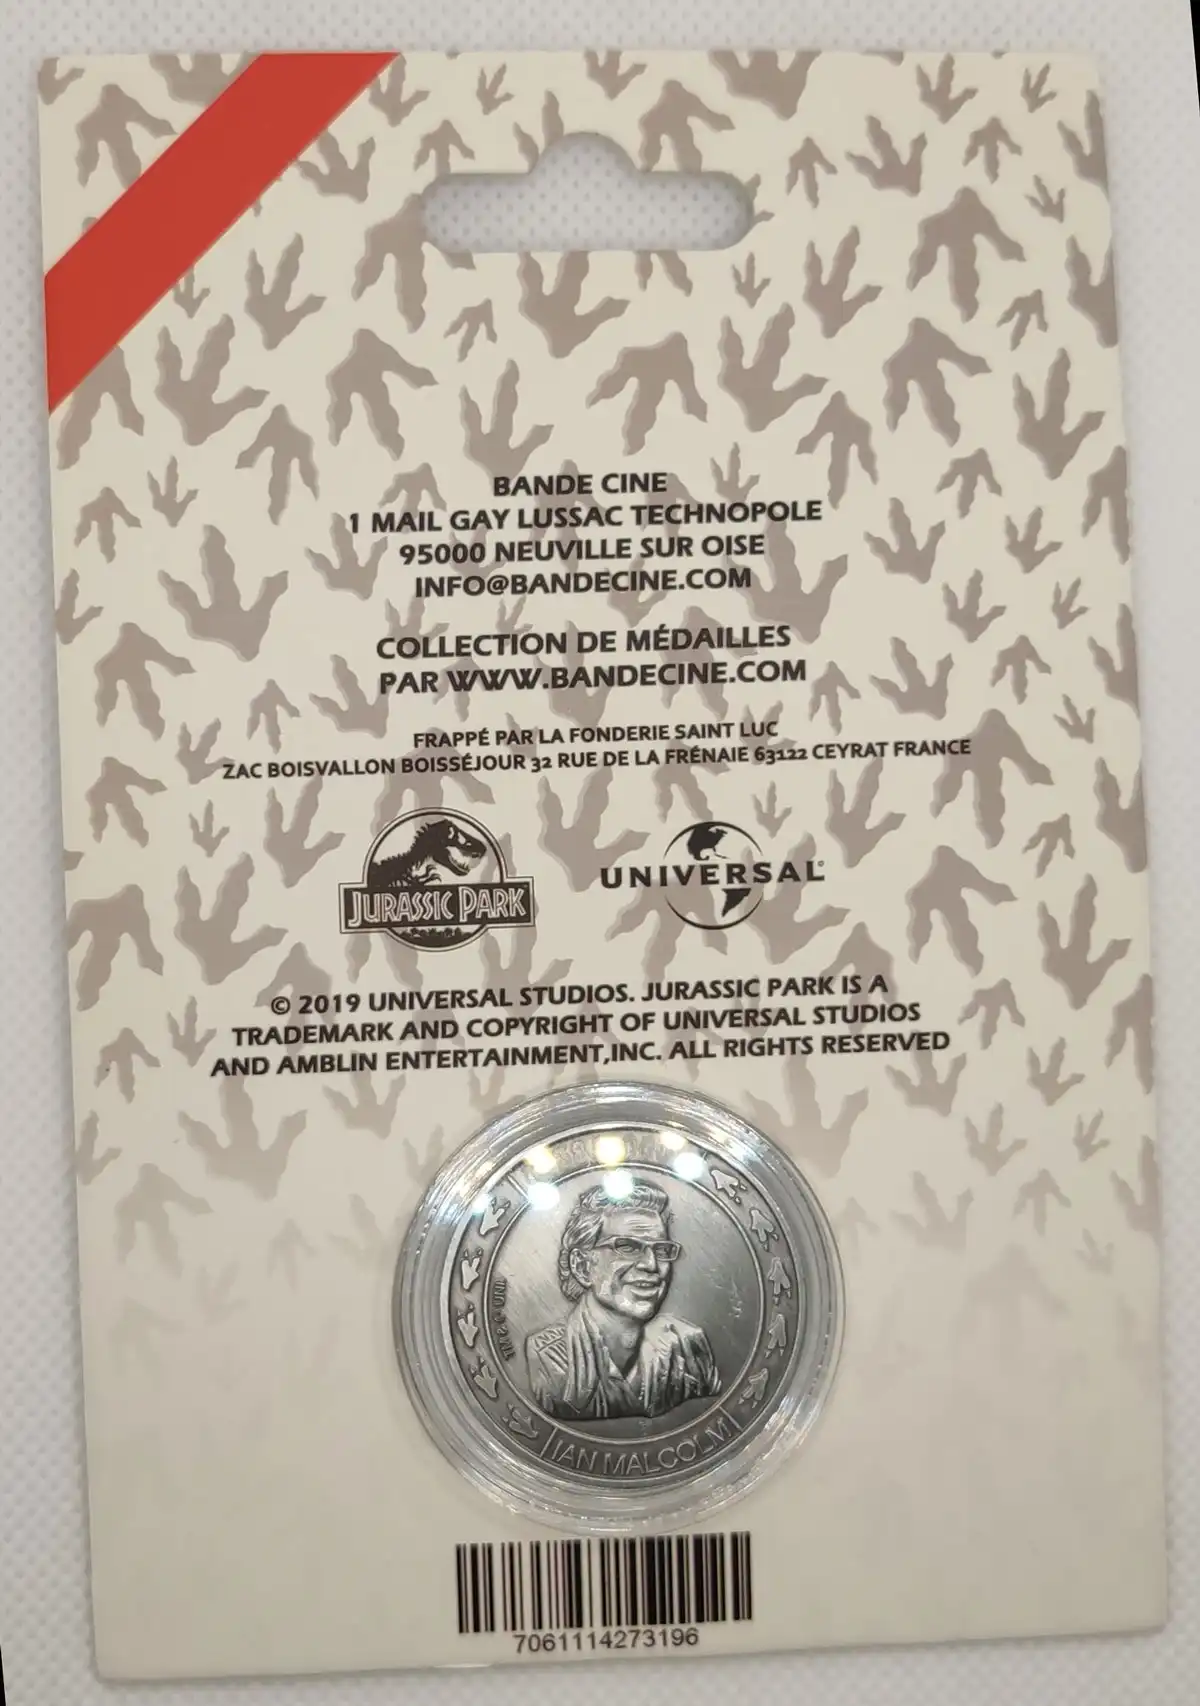 BANDE CINE
1 MAIL GAY LUSSAC TECHNOPOLE
95000 NEUVILLE SUR OISE
INFO@BANDECINE.COM
COLLECTION DE MÉDAILLES
PAR WWW.BANDECINE.COM
FRAPPÉ PAR LA FONDERIE SAINT LUC
ZAC BOISVALLON BOISSÉJOUR 32 RUE DE LA FRÉNAIE 63122 CEYRAT FRANCE
JURASSIC PARK
UNIVERSAL
© 2019 UNIVERSAL STUDIOS. JURASSIC PARK IS A
TRADEMARK AND COPYRIGHT OF UNIVERSAL STUDIOS
AND AMBLIN ENTERTAINMENT,INC. ALL RIGHTS RESERVED
IAN MALCOLM
7061114273196